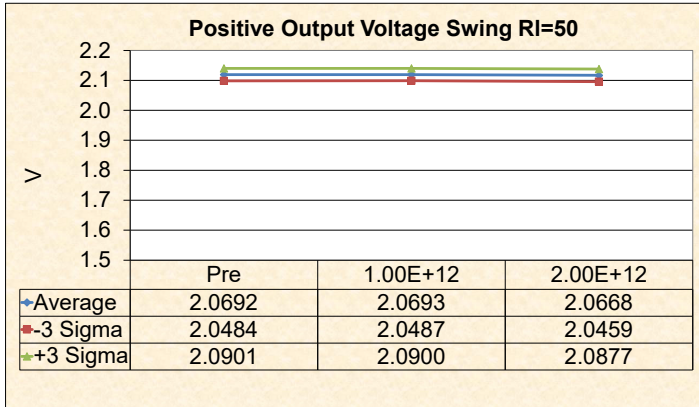 Positive Output Voltage Swing Rl=50
2.2
2.1
2.0
1.9
1.8
1.7
1.6
1.5
V
Pre 1.00E+12 2.00E+12
Average 2.0692 2.0693 2.0668
-3 Sigma 2.0484 2.0487 2.0459
+3 Sigma 2.0901 2.0900 2.0877